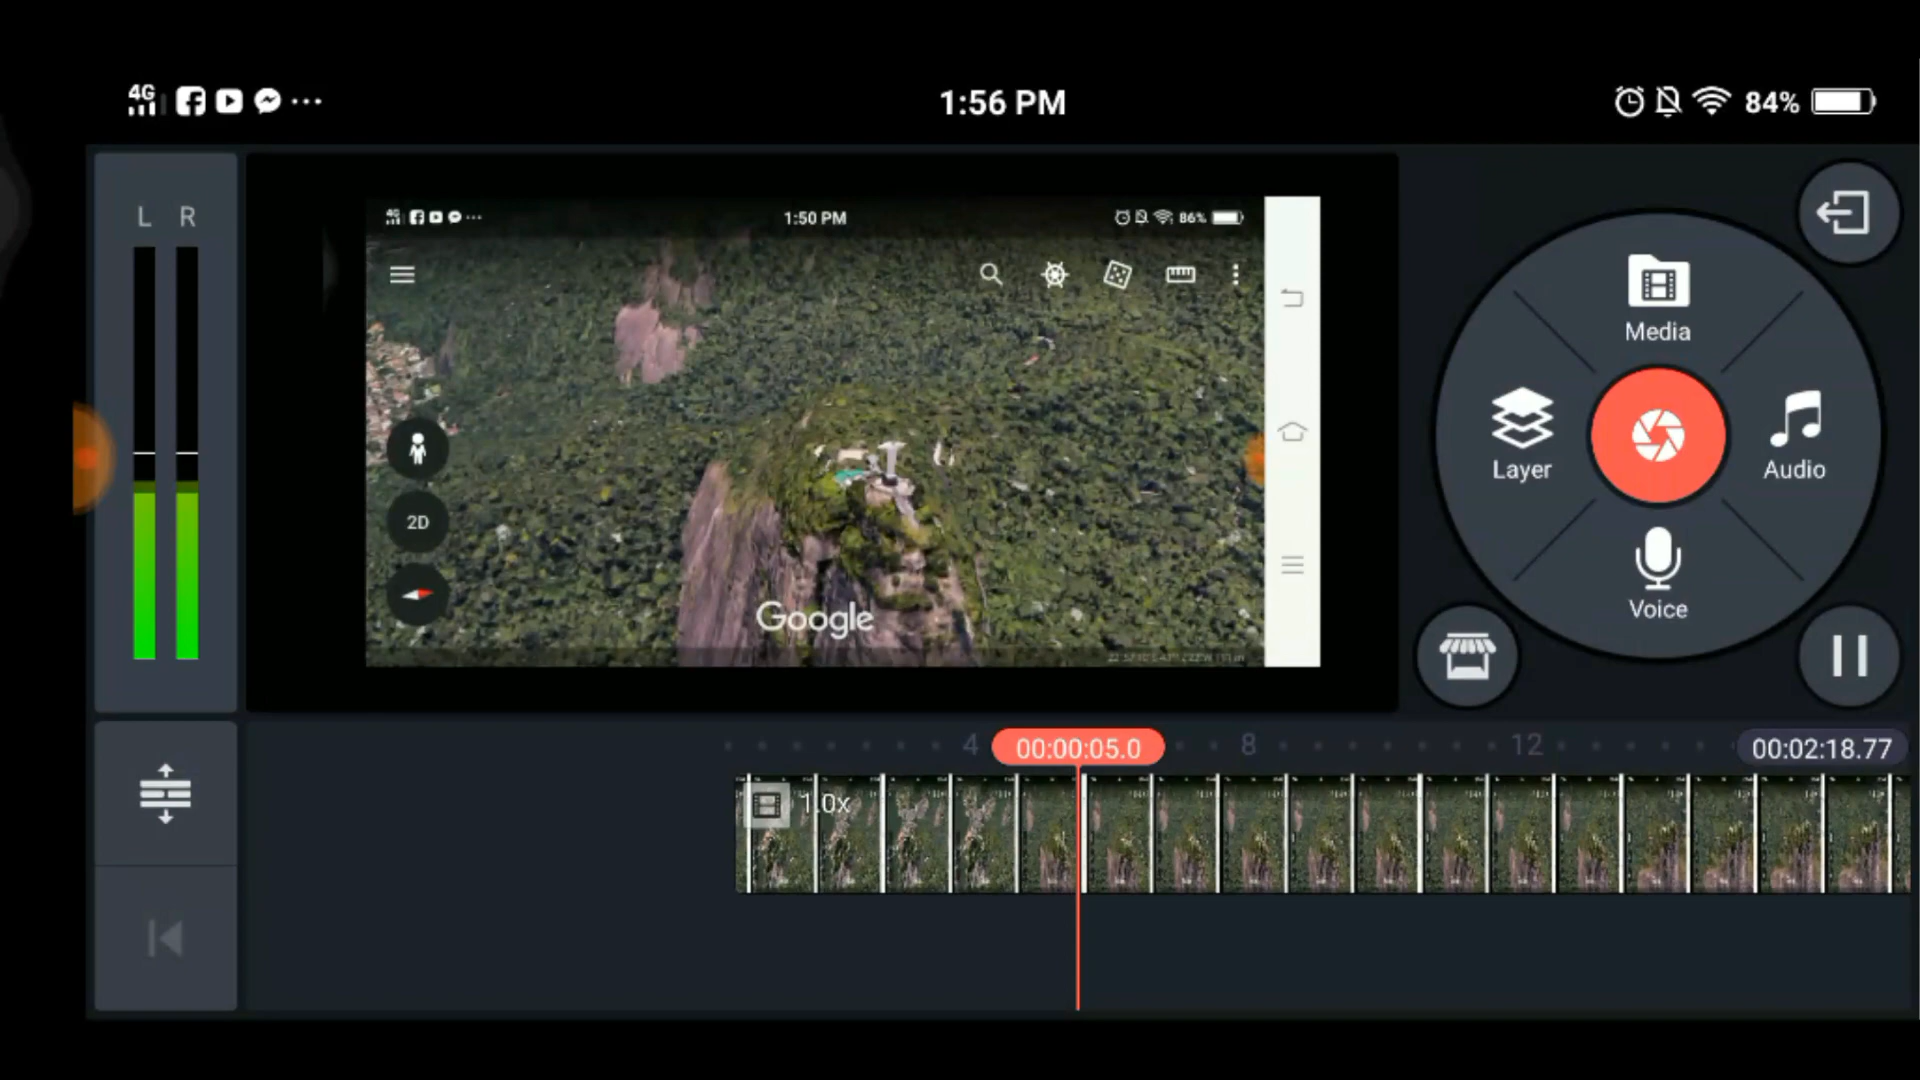 4G 1:56 PM 84%
L R
4G 1:50 PM 86%
Media
Layer
Audio
2D
Voice
Google
4 00:00:05.0 8 12 00:02:18.77
1.0x